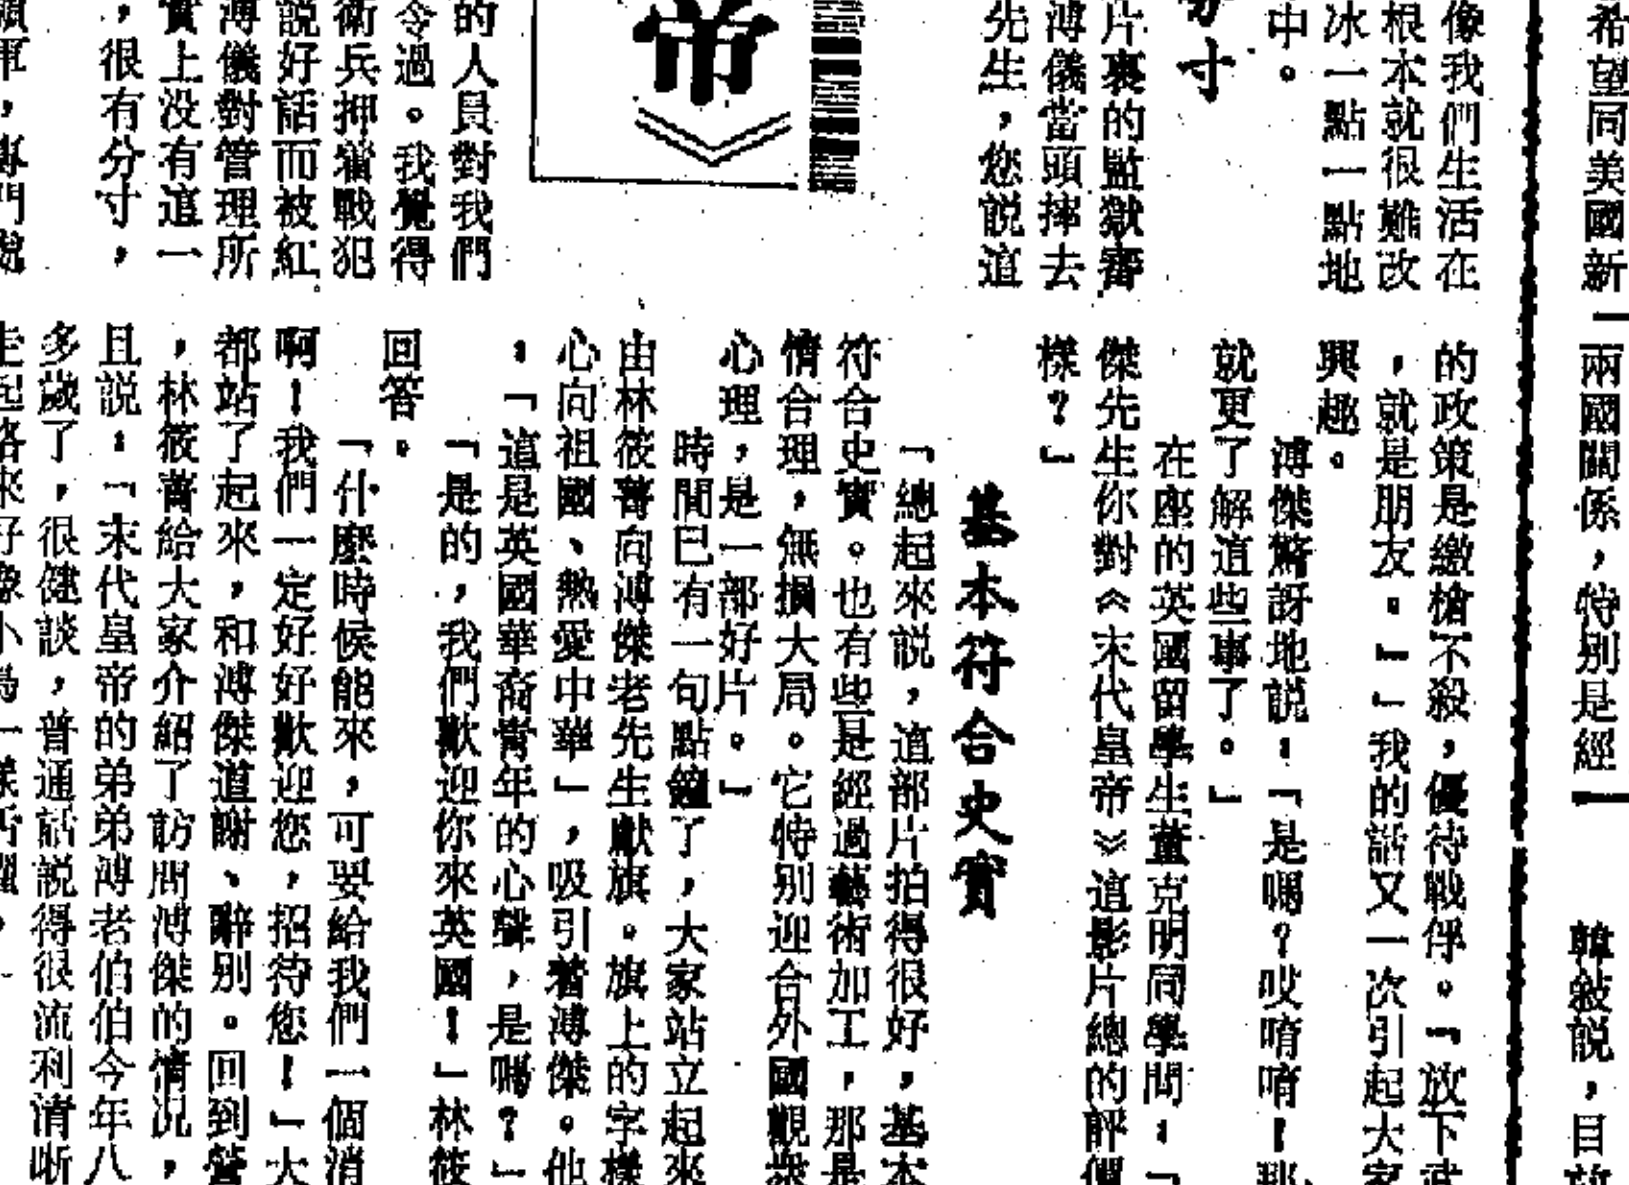 希望同美國新
兩國關係，特別是經
韓敍說，目前
像我們生活在
根本就很難改
冰一點一點地
中。
寸
片裏的監獄審
溥儀當頭摔去
先生，您說這
帝
的人員對我們
令過。我覺得
衛兵押着戰犯
說好話而被紅
溥儀對管理所
實上没有這一
，很有分寸，
的政策是繳槍不殺，優待戰俘。「放下武
，就是朋友。』」我的話又一次引起大家
興趣。
溥傑驚訝地說：「是嗎？哎唷唷！那
就更了解這些事了。」
在座的英國留學生董克明同學問：「
傑先生你對《末代皇帝》這影片總的評價
樣？」
基本符合史實
「總起來說，這部片拍得很好，基本
符合史實。也有些是經過藝術加工，那是
情合理，無損大局。它特別迎合外國觀衆
心理，是一部好片。」
時間已有一句點鐘了，大家站立起來
由林筱菁向溥傑老先生獻旗。旗上的字樣
心向祖國、熱愛中華」，吸引着溥傑。他
：「這是英國華裔青年的心聲，是嗎？」
「是的，我們歡迎你來英國！」林筱
回答。
「什麼時候能來，可要給我們一個消
啊！我們一定好好歡迎您，招待您！」大
都站了起來，和溥傑道謝、辭別。回到營
，林筱菁給大家介紹了訪問溥傑的情況，
且説：「末代皇帝的弟弟溥老伯伯今年八
多歲了，很健談，普通話説得很流利清晰